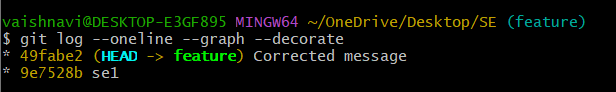 vaishnavi@DESKTOP-E3GF895 MINGW64 ~/OneDrive/Desktop/SE (feature)
$ git log --oneline --graph --decorate
* 49fabe2 (HEAD -> feature) Corrected message
* 9e7528b se1